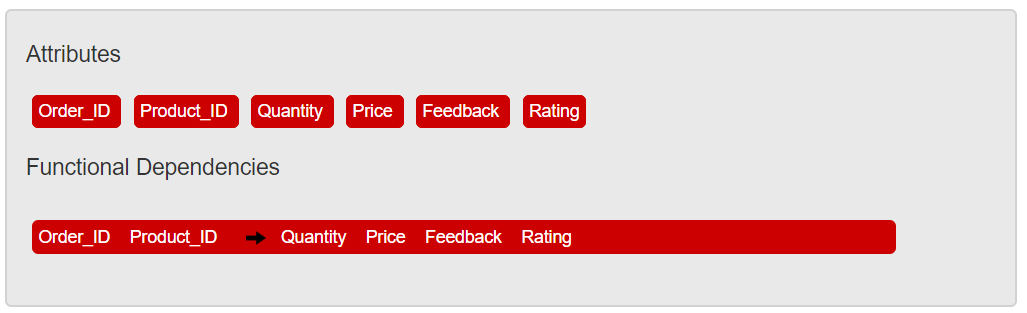 Attributes
Order_ID Product_ID Quantity Price Feedback Rating
Functional Dependencies
Order_ID Product_ID → Quantity Price Feedback Rating